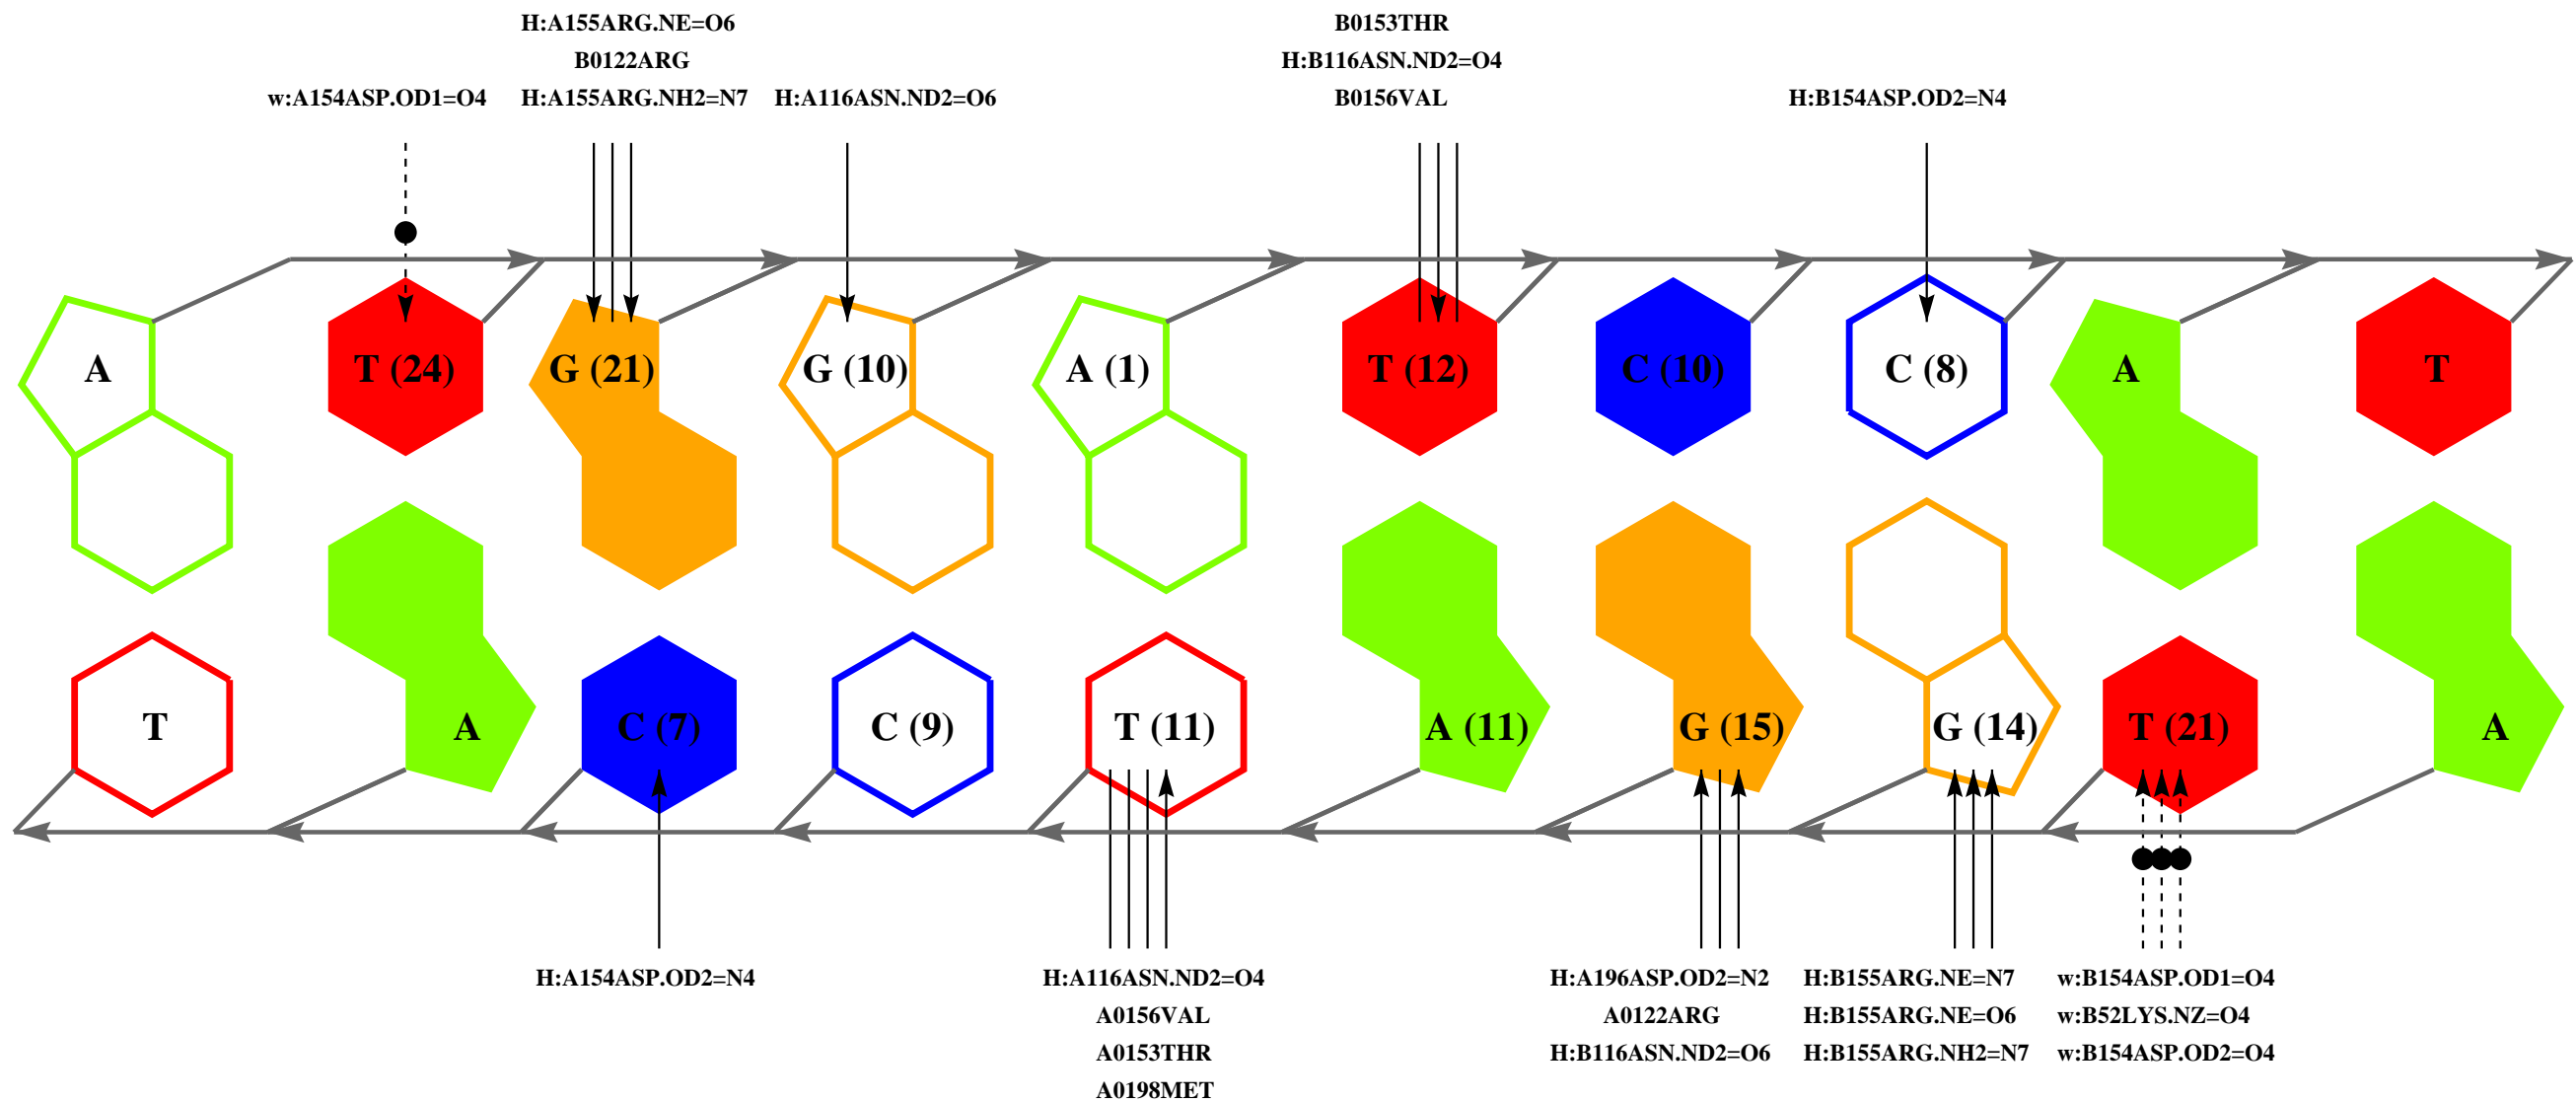 H:A155ARG.NE=O6
B0122ARG
w:A154ASP.OD1=O4 H:A155ARG.NH2=N7 H:A116ASN.ND2=O6
B0153THR
H:B116ASN.ND2=O4
B0156VAL
H:B154ASP.OD2=N4
A T (24) G (21) G (10) A (1) T (12) C (10) C (8) A T
T A C (7) C (9) T (11) A (11) G (15) G (14) T (21) A
H:A154ASP.OD2=N4
H:A116ASN.ND2=O4
A0156VAL
A0153THR
A0198MET
H:A196ASP.OD2=N2
A0122ARG
H:B116ASN.ND2=O6
H:B155ARG.NE=N7
H:B155ARG.NE=O6
H:B155ARG.NH2=N7
w:B154ASP.OD1=O4
w:B52LYS.NZ=O4
w:B154ASP.OD2=O4